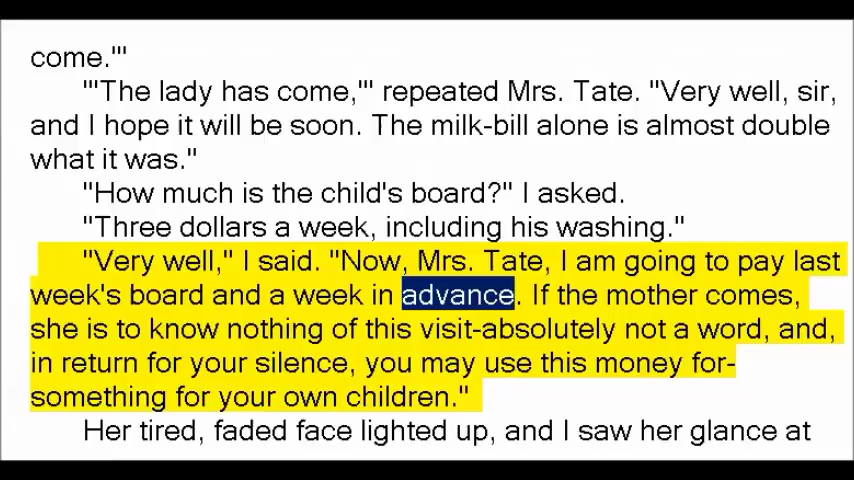 come.'"
"'The lady has come,'" repeated Mrs. Tate. "Very well, sir,
and I hope it will be soon. The milk-bill alone is almost double
what it was."
"How much is the child's board?" I asked.
"Three dollars a week, including his washing."
"Very well," I said. "Now, Mrs. Tate, I am going to pay last
week's board and a week in advance. If the mother comes,
she is to know nothing of this visit-absolutely not a word, and,
in return for your silence, you may use this money for-
something for your own children."
Her tired, faded face lighted up, and I saw her glance at